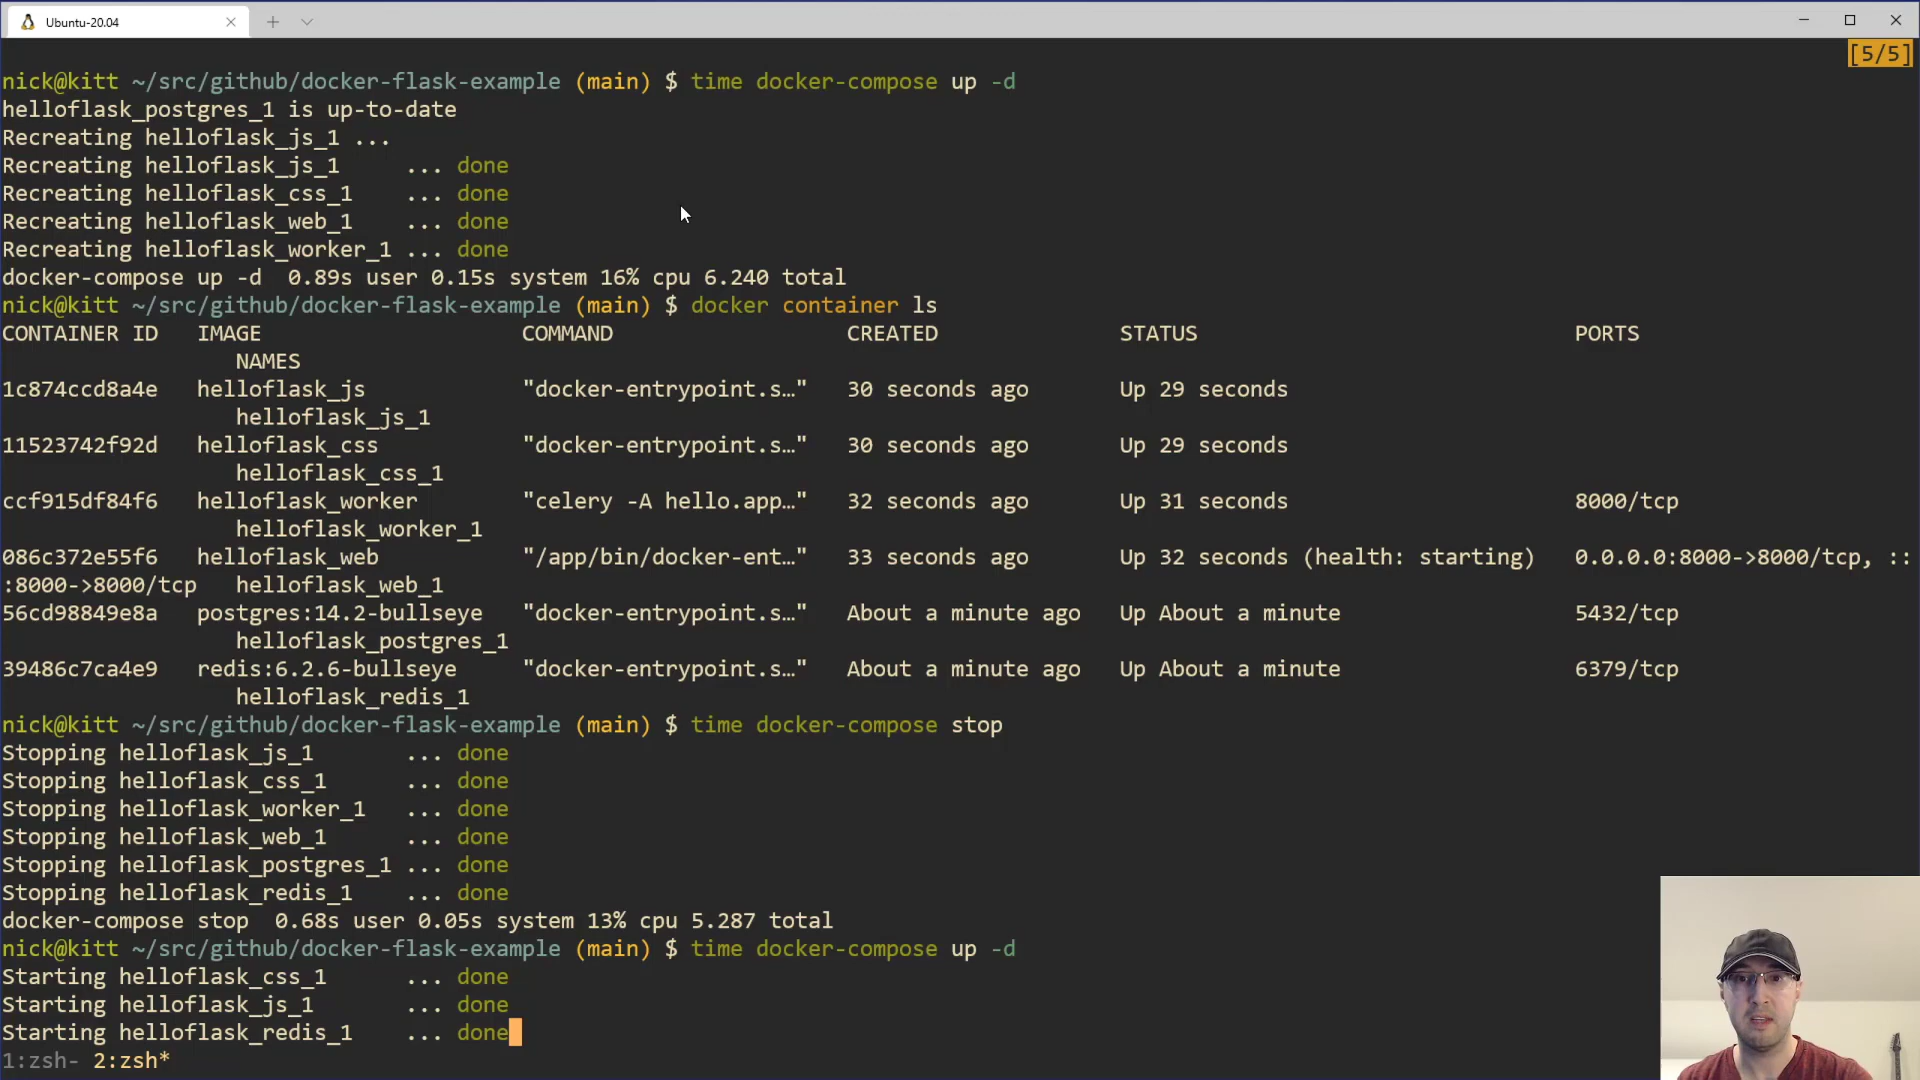 Ubuntu-20.04
[5/5]
nick@kitt ~/src/github/docker-flask-example (main) $ time docker-compose up -d
helloflask_postgres_1 is up-to-date
Recreating helloflask_js_1 ...
Recreating helloflask_js_1     ... done
Recreating helloflask_css_1    ... done
Recreating helloflask_web_1    ... done
Recreating helloflask_worker_1 ... done
docker-compose up -d  0.89s user 0.15s system 16% cpu 6.240 total
nick@kitt ~/src/github/docker-flask-example (main) $ docker container ls
CONTAINER ID   IMAGE                    COMMAND                  CREATED              STATUS                             PORTS
                  NAMES
1c874ccd8a4e   helloflask_js            "docker-entrypoint.s…"   30 seconds ago       Up 29 seconds
                  helloflask_js_1
11523742f92d   helloflask_css           "docker-entrypoint.s…"   30 seconds ago       Up 29 seconds
                  helloflask_css_1
ccf915df84f6   helloflask_worker        "celery -A hello.app…"   32 seconds ago       Up 31 seconds                      8000/tcp
                  helloflask_worker_1
086c372e55f6   helloflask_web           "/app/bin/docker-ent…"   33 seconds ago       Up 32 seconds (health: starting)   0.0.0.0:8000->8000/tcp, ::
:8000->8000/tcp   helloflask_web_1
56cd98849e8a   postgres:14.2-bullseye   "docker-entrypoint.s…"   About a minute ago   Up About a minute                  5432/tcp
                  helloflask_postgres_1
39486c7ca4e9   redis:6.2.6-bullseye     "docker-entrypoint.s…"   About a minute ago   Up About a minute                  6379/tcp
                  helloflask_redis_1
nick@kitt ~/src/github/docker-flask-example (main) $ time docker-compose stop
Stopping helloflask_js_1       ... done
Stopping helloflask_css_1      ... done
Stopping helloflask_worker_1   ... done
Stopping helloflask_web_1      ... done
Stopping helloflask_postgres_1 ... done
Stopping helloflask_redis_1    ... done
docker-compose stop  0.68s user 0.05s system 13% cpu 5.287 total
nick@kitt ~/src/github/docker-flask-example (main) $ time docker-compose up -d
Starting helloflask_css_1      ... done
Starting helloflask_js_1       ... done
Starting helloflask_redis_1    ... done
1:zsh- 2:zsh*